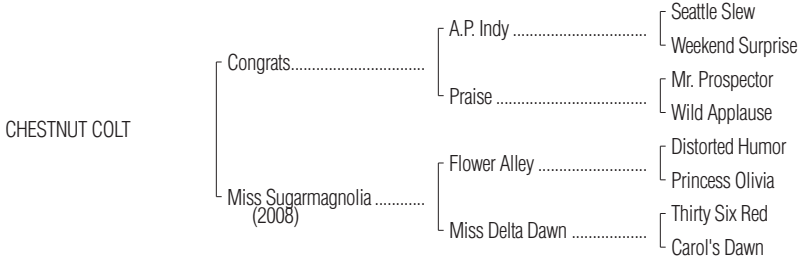 Seattle Slew
A.P. Indy ................................
Weekend Surprise
Congrats................................
Mr. Prospector
Praise ....................................
Wild Applause
CHESTNUT COLT
Distorted Humor
Flower Alley ..........................
Princess Olivia
Miss Sugarmagnolia ............
(2008)
Thirty Six Red
Miss Delta Dawn ..................
Carol's Dawn